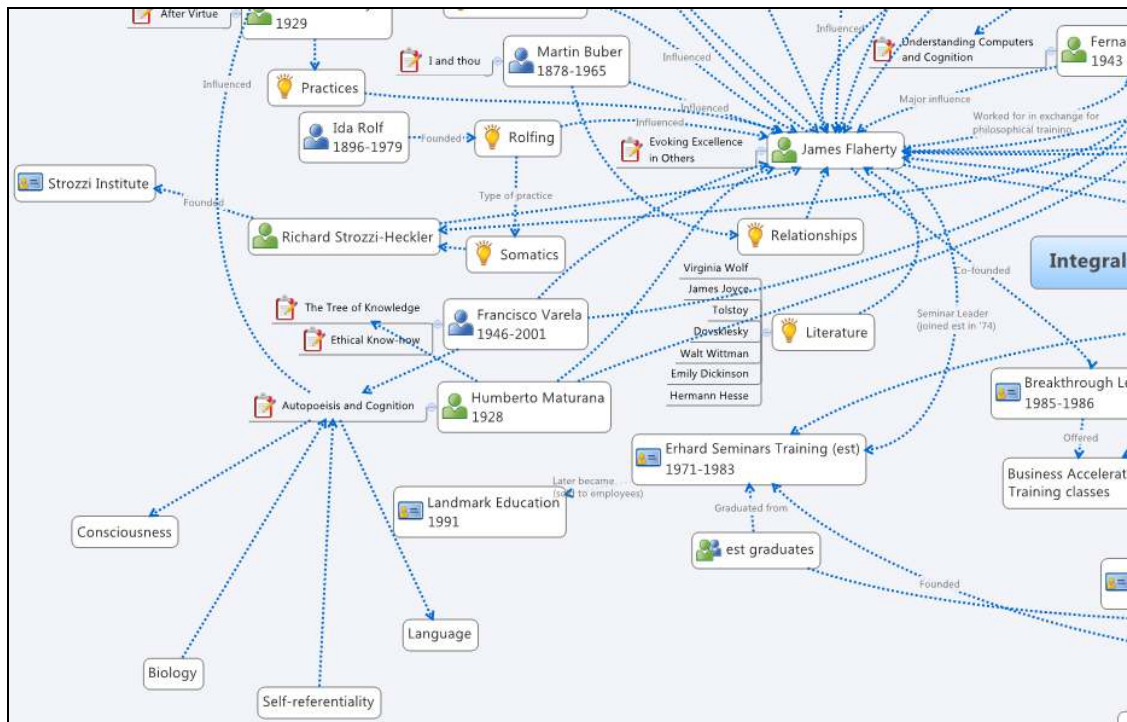 After Virtue
1929
Influenced
Practices
I and thou
Martin Buber
1878-1965
Influenced
Influenced
Understanding Computers
and Cognition
Ferna
1943
Major influence
Worked for in exchange for
philosophical training
Ida Rolf
1896-1979
Founded
Rolfing
Influenced
Influenced
Evoking Excellence
in Others
James Flaherty
Strozzi Institute
Founded
Type of practice
Richard Strozzi-Heckler
Somatics
Relationships
Integral
Virginia Wolf
James Joyce
Tolstoy
Dovsklesky
Walt Wittman
Emily Dickinson
Hermann Hesse
Literature
Co-founded
Seminar Leader
(joined est in '74)
The Tree of Knowledge
Ethical Know-how
Francisco Varela
1946-2001
Autopoeisis and Cognition
Humberto Maturana
1928
Breakthrough Le
1985-1986
Offered
Business Accelerat
Training classes
Erhard Seminars Training (est)
1971-1983
Later became. . .
(sold to employees)
Landmark Education
1991
Graduated from
est graduates
Founded
Consciousness
Language
Biology
Self-referentiality